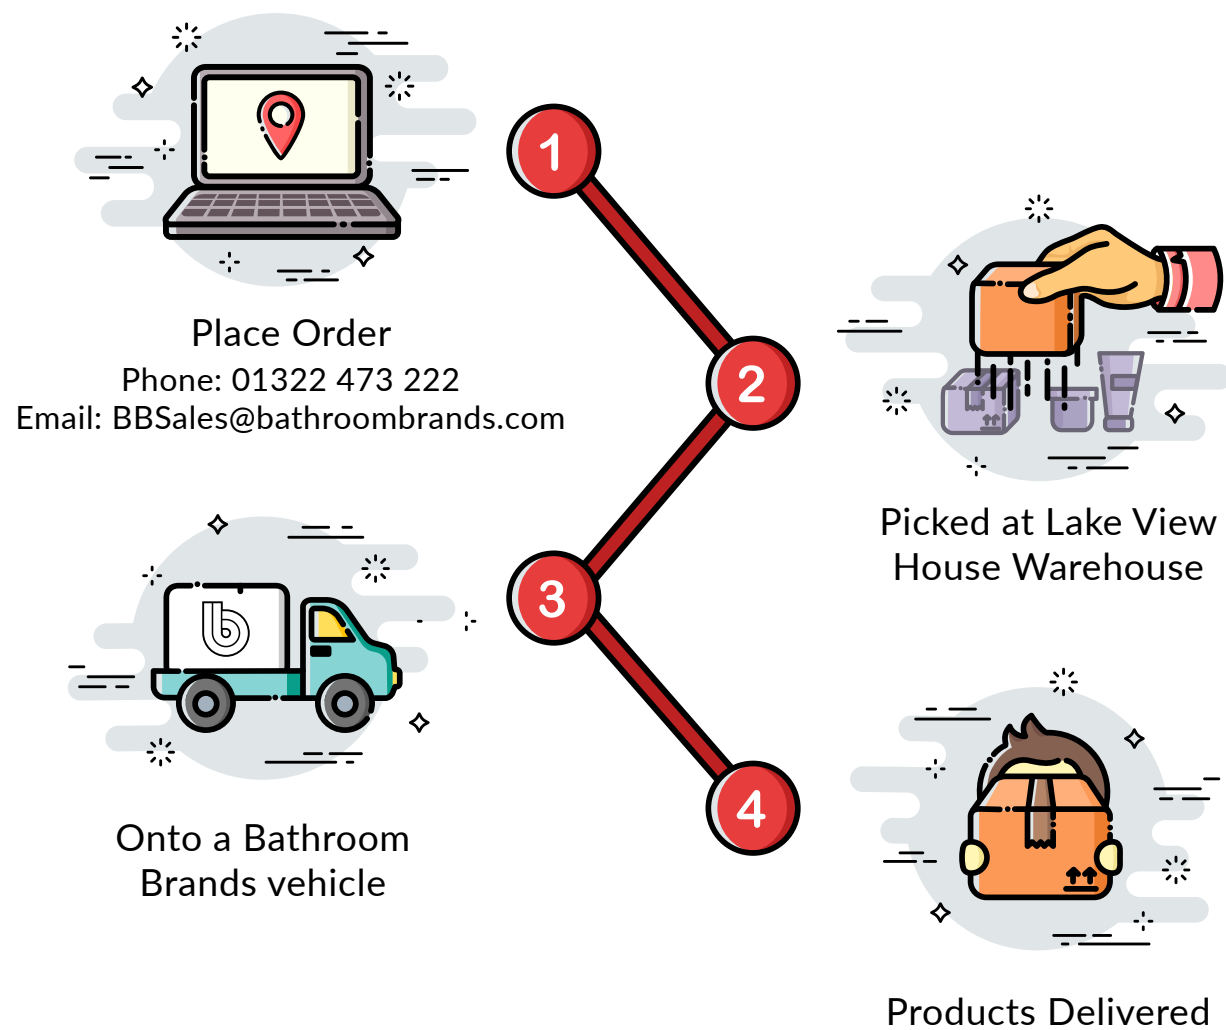 1
Place Order
Phone: 01322 473 222
Email: BBSales@bathroombrands.com
2
Picked at Lake View
House Warehouse
3
b
Onto a Bathroom
Brands vehicle
4
Products Delivered